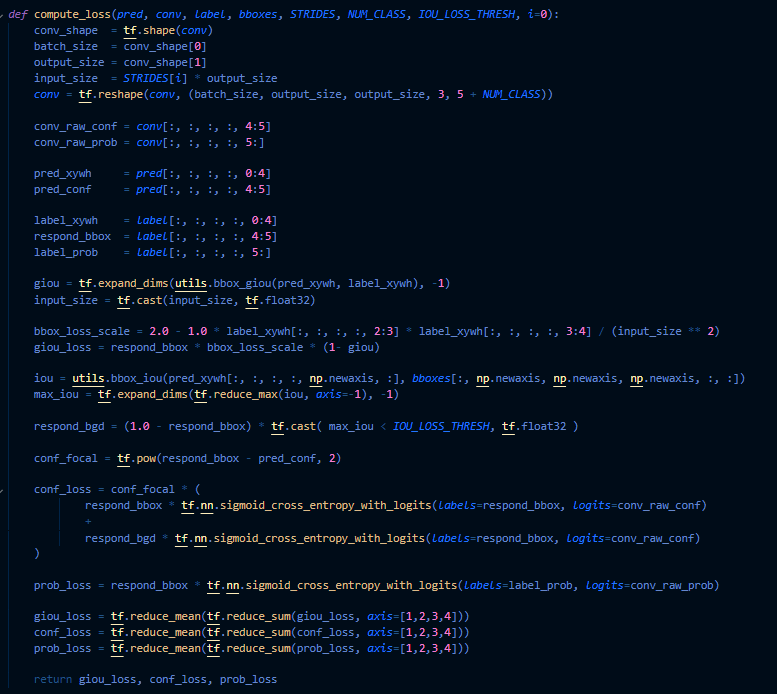 def compute_loss(pred, conv, label, bboxes, STRIDES, NUM_CLASS, IOU_LOSS_THRESH, i=0):
    conv_shape  = tf.shape(conv)
    batch_size  = conv_shape[0]
    output_size = conv_shape[1]
    input_size  = STRIDES[i] * output_size
    conv = tf.reshape(conv, (batch_size, output_size, output_size, 3, 5 + NUM_CLASS))

    conv_raw_conf = conv[:, :, :, :, 4:5]
    conv_raw_prob = conv[:, :, :, :, 5:]

    pred_xywh     = pred[:, :, :, :, 0:4]
    pred_conf     = pred[:, :, :, :, 4:5]

    label_xywh    = label[:, :, :, :, 0:4]
    respond_bbox  = label[:, :, :, :, 4:5]
    label_prob    = label[:, :, :, :, 5:]

    giou = tf.expand_dims(utils.bbox_giou(pred_xywh, label_xywh), -1)
    input_size = tf.cast(input_size, tf.float32)

    bbox_loss_scale = 2.0 - 1.0 * label_xywh[:, :, :, :, 2:3] * label_xywh[:, :, :, :, 3:4] / (input_size ** 2)
    giou_loss = respond_bbox * bbox_loss_scale * (1- giou)

    iou = utils.bbox_iou(pred_xywh[:, :, :, :, np.newaxis, :], bboxes[:, np.newaxis, np.newaxis, np.newaxis, :, :])
    max_iou = tf.expand_dims(tf.reduce_max(iou, axis=-1), -1)

    respond_bgd = (1.0 - respond_bbox) * tf.cast( max_iou < IOU_LOSS_THRESH, tf.float32 )

    conf_focal = tf.pow(respond_bbox - pred_conf, 2)

    conf_loss = conf_focal * (
            respond_bbox * tf.nn.sigmoid_cross_entropy_with_logits(labels=respond_bbox, logits=conv_raw_conf)
            +
            respond_bgd * tf.nn.sigmoid_cross_entropy_with_logits(labels=respond_bbox, logits=conv_raw_conf)
    )

    prob_loss = respond_bbox * tf.nn.sigmoid_cross_entropy_with_logits(labels=label_prob, logits=conv_raw_prob)

    giou_loss = tf.reduce_mean(tf.reduce_sum(giou_loss, axis=[1,2,3,4]))
    conf_loss = tf.reduce_mean(tf.reduce_sum(conf_loss, axis=[1,2,3,4]))
    prob_loss = tf.reduce_mean(tf.reduce_sum(prob_loss, axis=[1,2,3,4]))

    return giou_loss, conf_loss, prob_loss